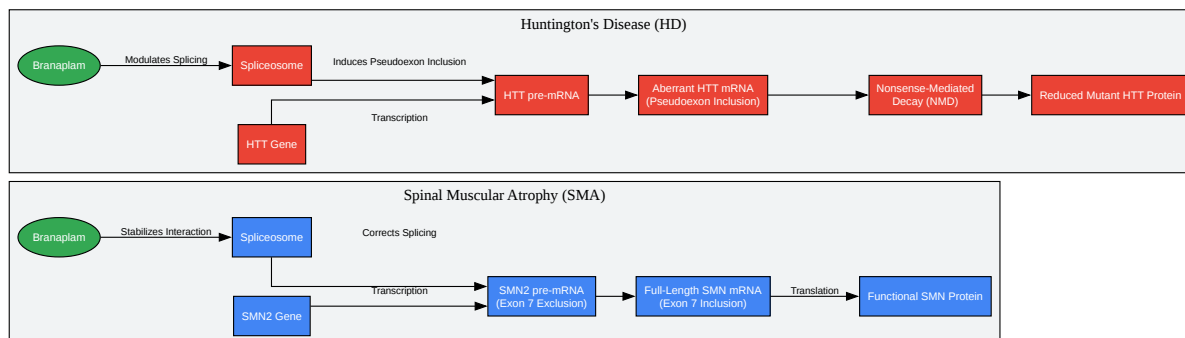 Huntington's Disease (HD)
Branaplam
Modulates Splicing
Spliceosome
Induces Pseudoexon Inclusion
HTT pre-mRNA
Aberrant HTT mRNA
(Pseudoexon Inclusion)
Nonsense-Mediated
Decay (NMD)
Reduced Mutant HTT Protein
Transcription
HTT Gene
Spinal Muscular Atrophy (SMA)
Branaplam
Stabilizes Interaction
Spliceosome
Corrects Splicing
Transcription
SMN2 pre-mRNA
(Exon 7 Exclusion)
Full-Length SMN mRNA
(Exon 7 Inclusion)
Translation
Functional SMN Protein
SMN2 Gene